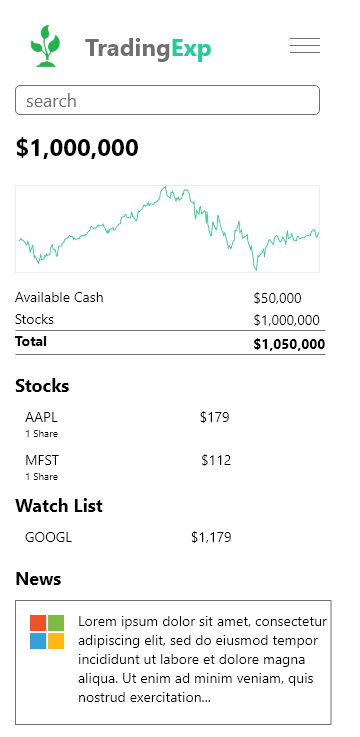 TradingExp
search
$1,000,000
Available Cash $50,000
Stocks $1,000,000
Total $1,050,000
Stocks
AAPL $179
1 Share
MFST $112
1 Share
Watch List
GOOGL $1,179
News
Lorem ipsum dolor sit amet, consectetur
adipiscing elit, sed do eiusmod tempor
incididunt ut labore et dolore magna
aliqua. Ut enim ad minim veniam, quis
nostrud exercitation...